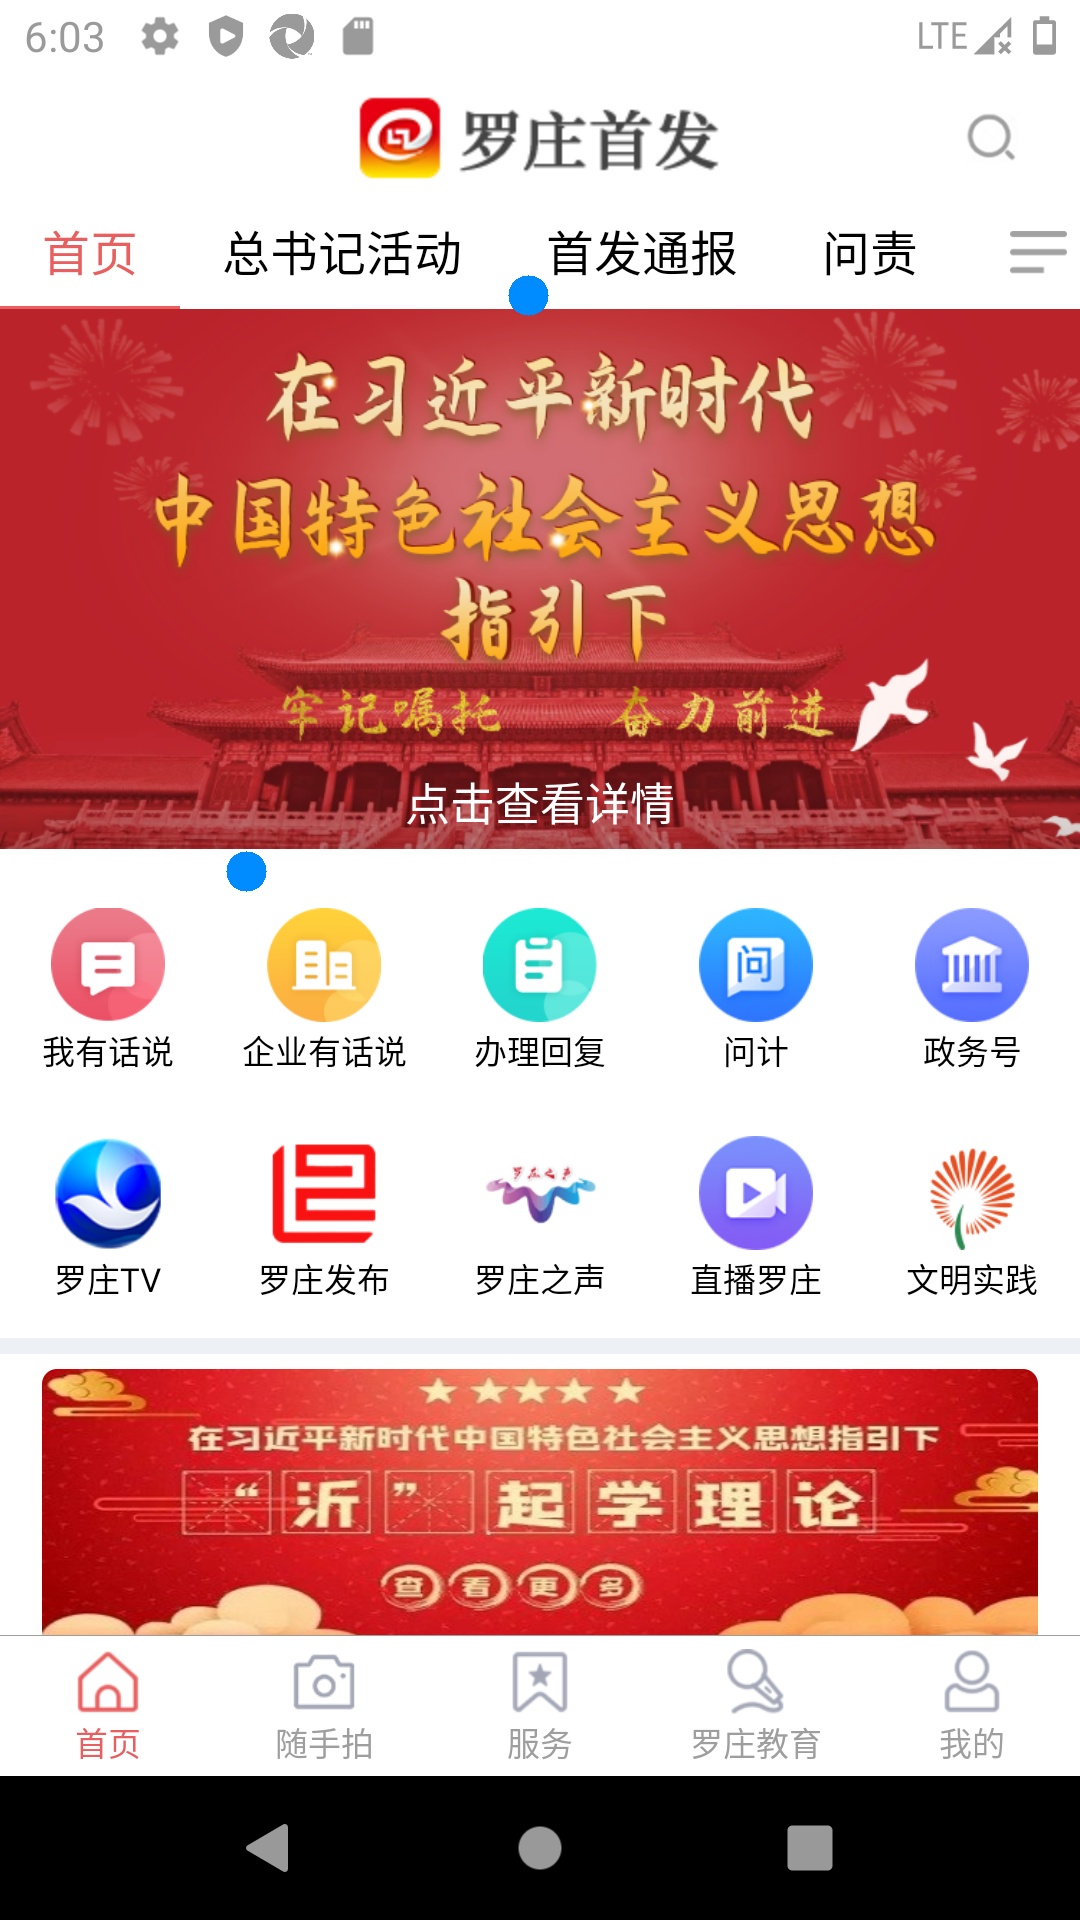 6:03
LTE
罗庄首发
首页 总书记活动 首发通报 问责
在习近平新时代
中国特色社会主义思想
指引下
牢记嘱托 奋力前进
点击查看详情
我有话说 企业有话说 办理回复 问计 政务号
问
罗庄之声
罗庄TV 罗庄发布 罗庄之声 直播罗庄 文明实践
在习近平新时代中国特色社会主义思想指引下
“沂”起学理论
查看更多
首页 随手拍 服务 罗庄教育 我的